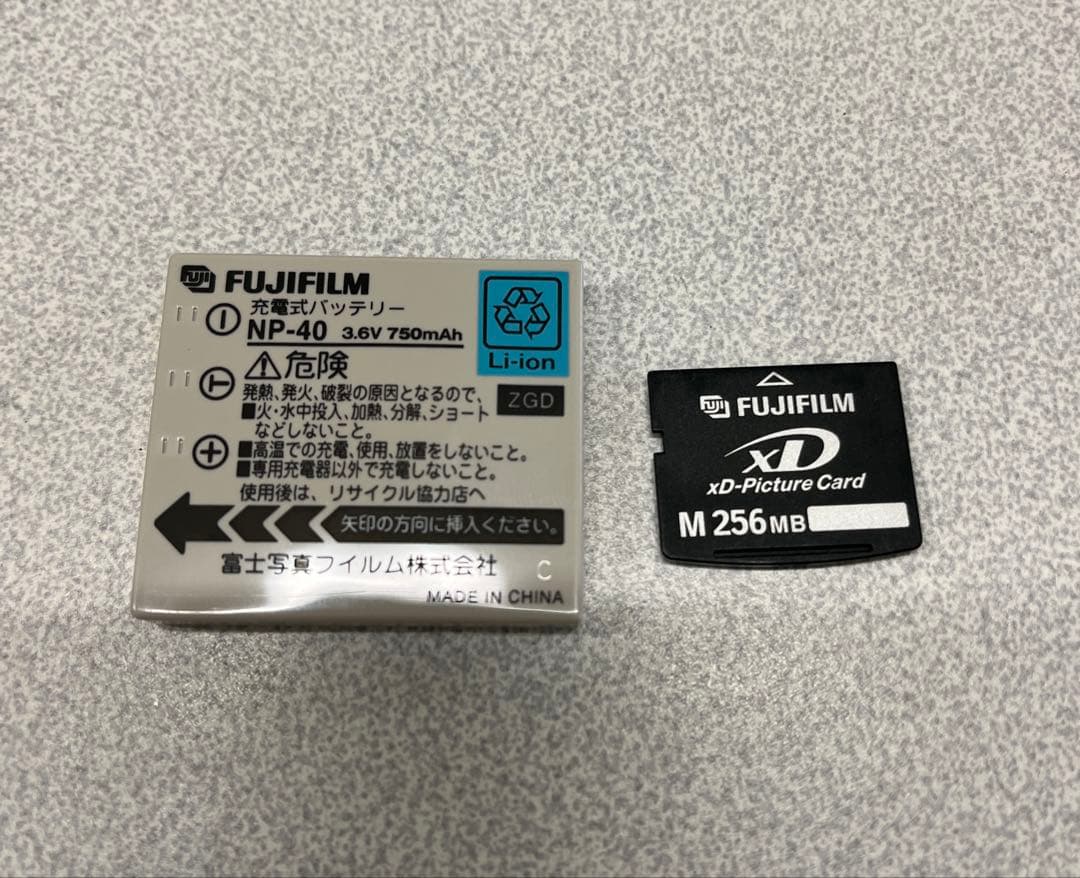 FUJI FUJIFILM
充電式バッテリー
NP-40 3.6V 750mAh
Li-ion
危険
発熱、発火、破裂の原因となるので、
■火・水中投入、加熱、分解、ショート
などしないこと。
ZGD
■高温での充電、使用、放置をしないこと。
■専用充電器以外で充電しないこと。
使用後は、リサイクル協力店へ
矢印の方向に挿入ください。
富士写真フイルム株式会社
C
MADE IN CHINA
− T +
FUJI FUJIFILM
xD
xD-Picture Card
M 256MB